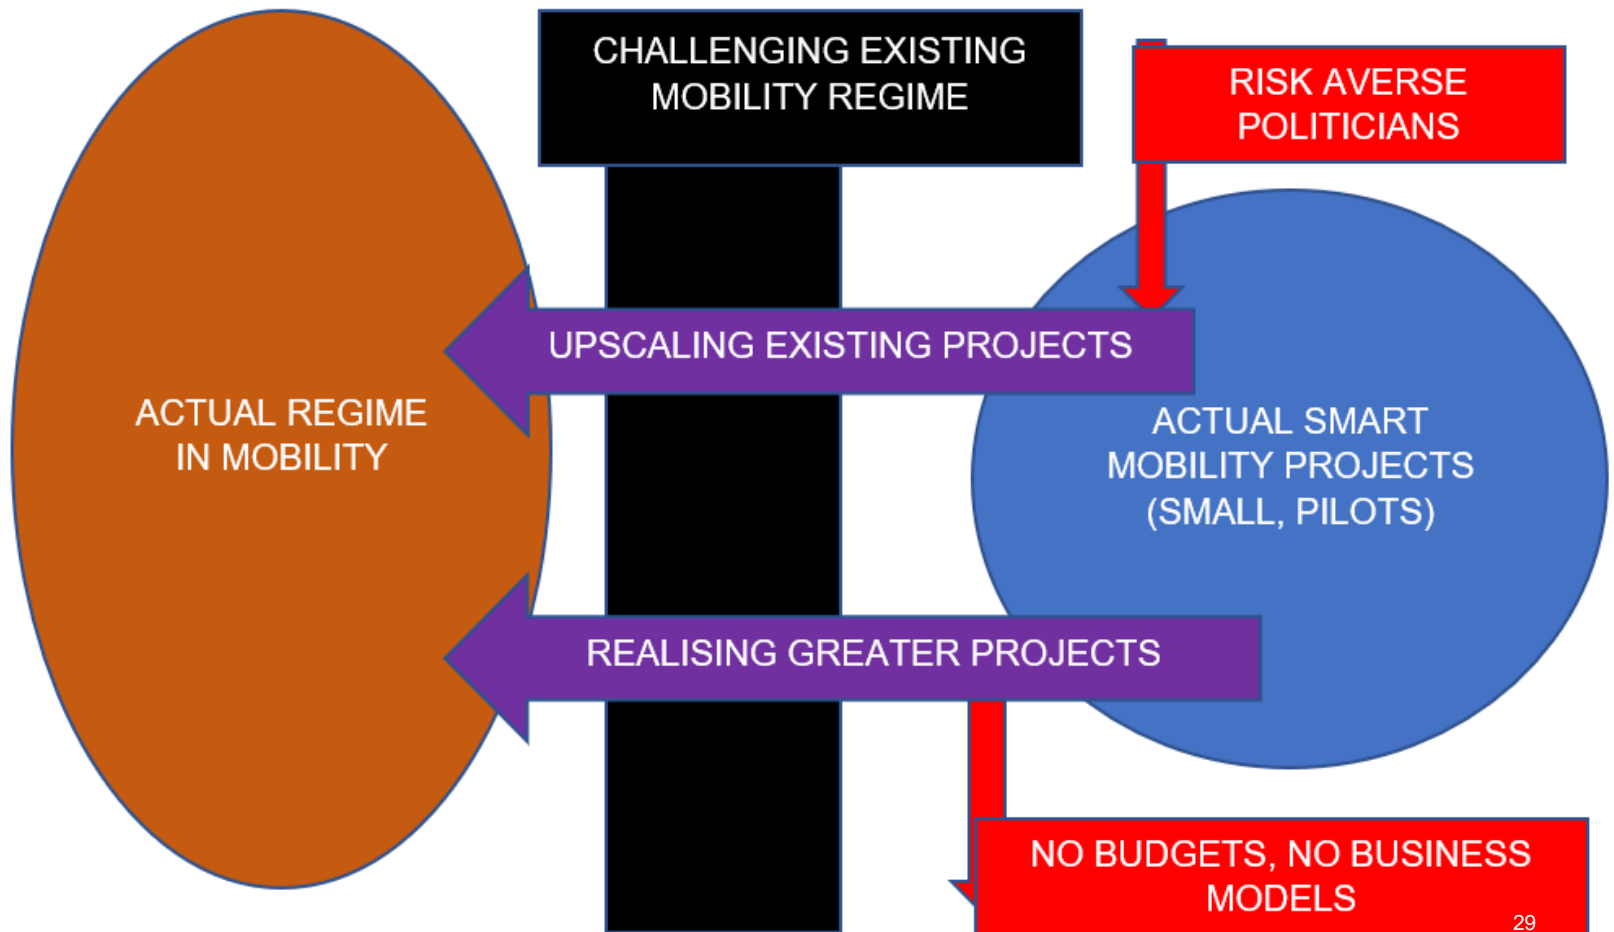 CHALLENGING EXISTING
MOBILITY REGIME
RISK AVERSE
POLITICIANS
UPSCALING EXISTING PROJECTS
ACTUAL REGIME
IN MOBILITY
ACTUAL SMART
MOBILITY PROJECTS
(SMALL, PILOTS)
REALISING GREATER PROJECTS
NO BUDGETS, NO BUSINESS
MODELS
29